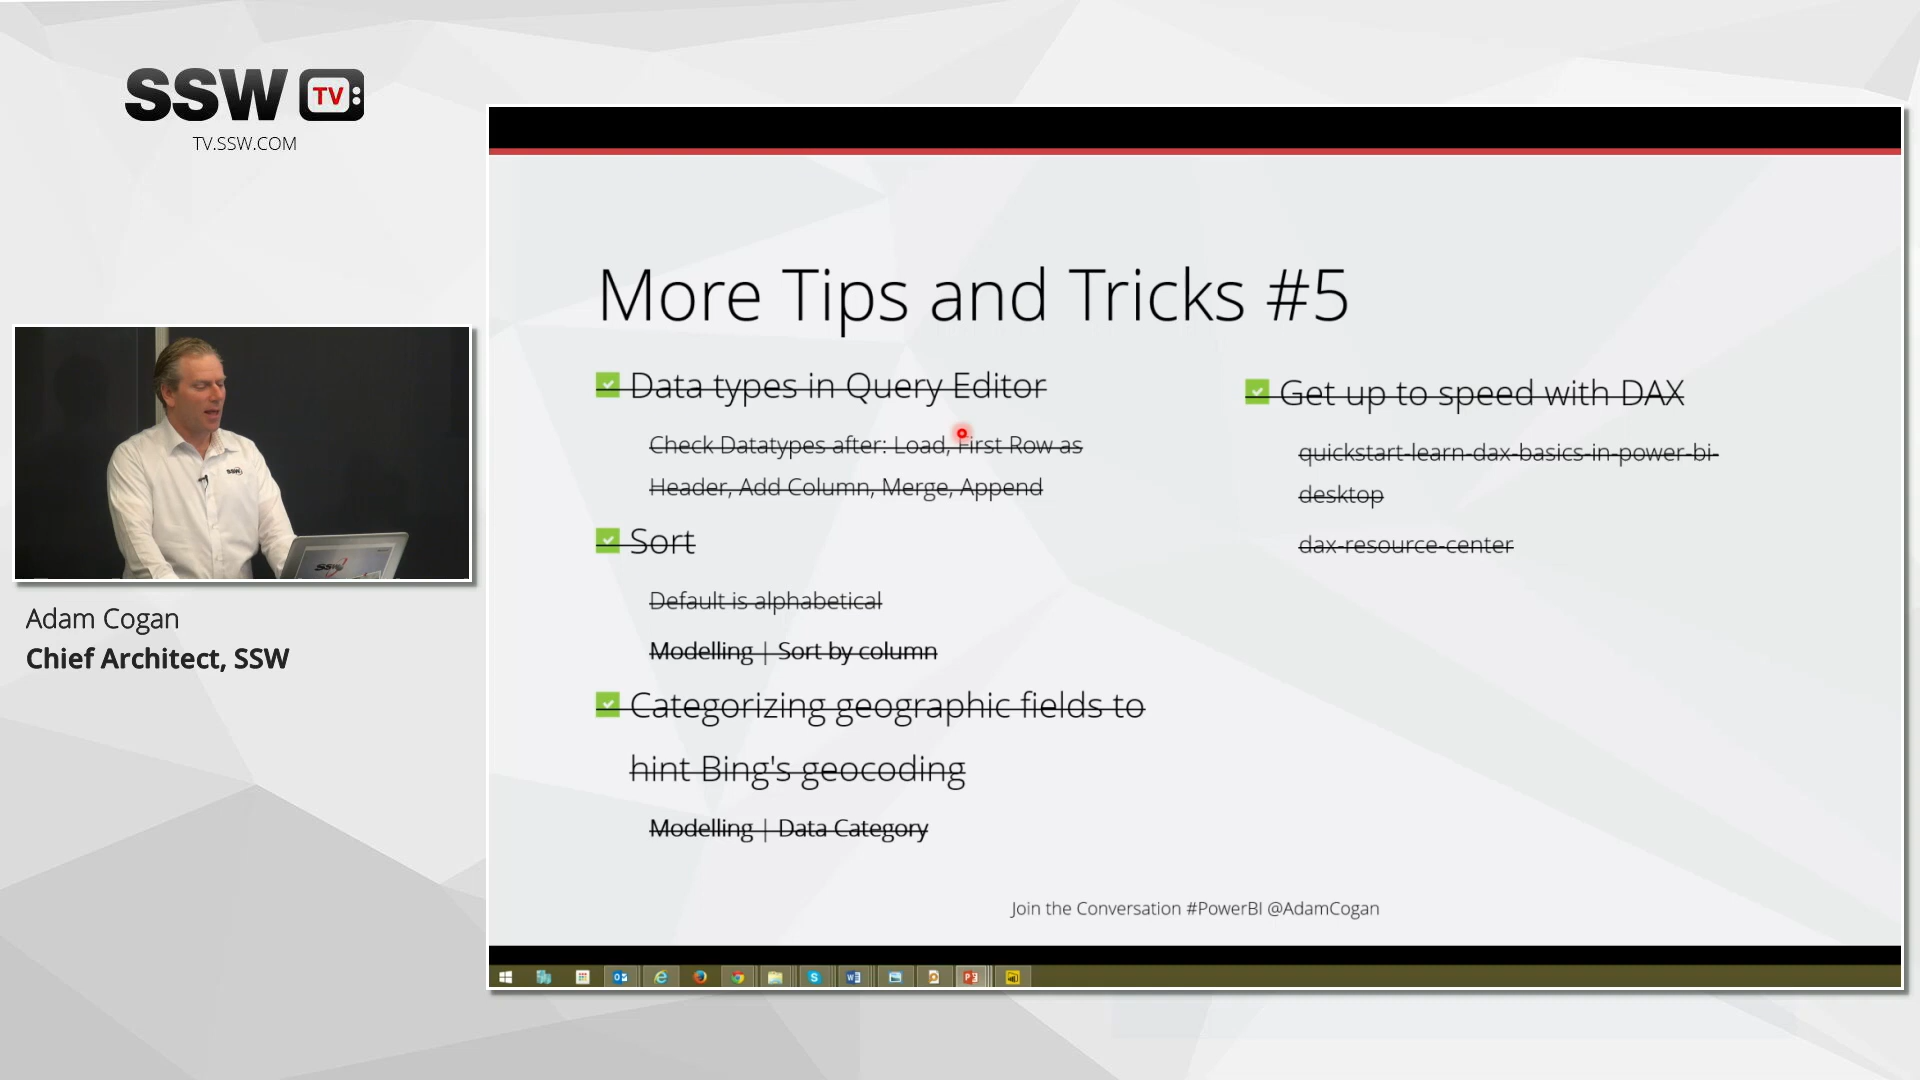 SSW TV
TV.SSW.COM
Adam Cogan
Chief Architect, SSW
More Tips and Tricks #5
Data types in Query Editor
Check Datatypes after: Load, First Row as
Header, Add Column, Merge, Append
Sort
Default is alphabetical
Modelling | Sort by column
Categorizing geographic fields to
hint Bing's geocoding
Modelling | Data Category
Get up to speed with DAX
quickstart-learn-dax-basics-in-power-bi-
desktop
dax-resource-center
Join the Conversation #PowerBI @AdamCogan
SSW
SSW